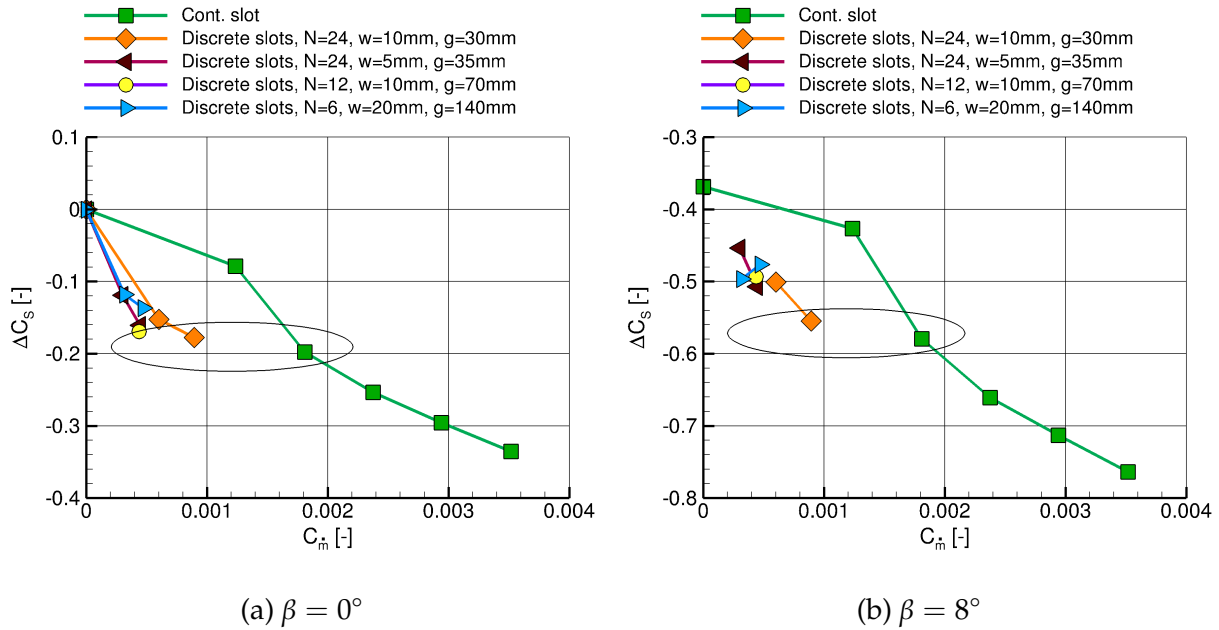 Cont. slot
Discrete slots, N=24, w=10mm, g=30mm
Discrete slots, N=24, w=5mm, g=35mm
Discrete slots, N=12, w=10mm, g=70mm
Discrete slots, N=6, w=20mm, g=140mm
0.1
0
-0.1
-0.2
-0.3
-0.4
ΔCₛ [-]
0 0.001 0.002 0.003 0.004
C_ṁ [-]
(a) β = 0°
Cont. slot
Discrete slots, N=24, w=10mm, g=30mm
Discrete slots, N=24, w=5mm, g=35mm
Discrete slots, N=12, w=10mm, g=70mm
Discrete slots, N=6, w=20mm, g=140mm
-0.3
-0.4
-0.5
-0.6
-0.7
-0.8
ΔCₛ [-]
0 0.001 0.002 0.003 0.004
C_ṁ [-]
(b) β = 8°